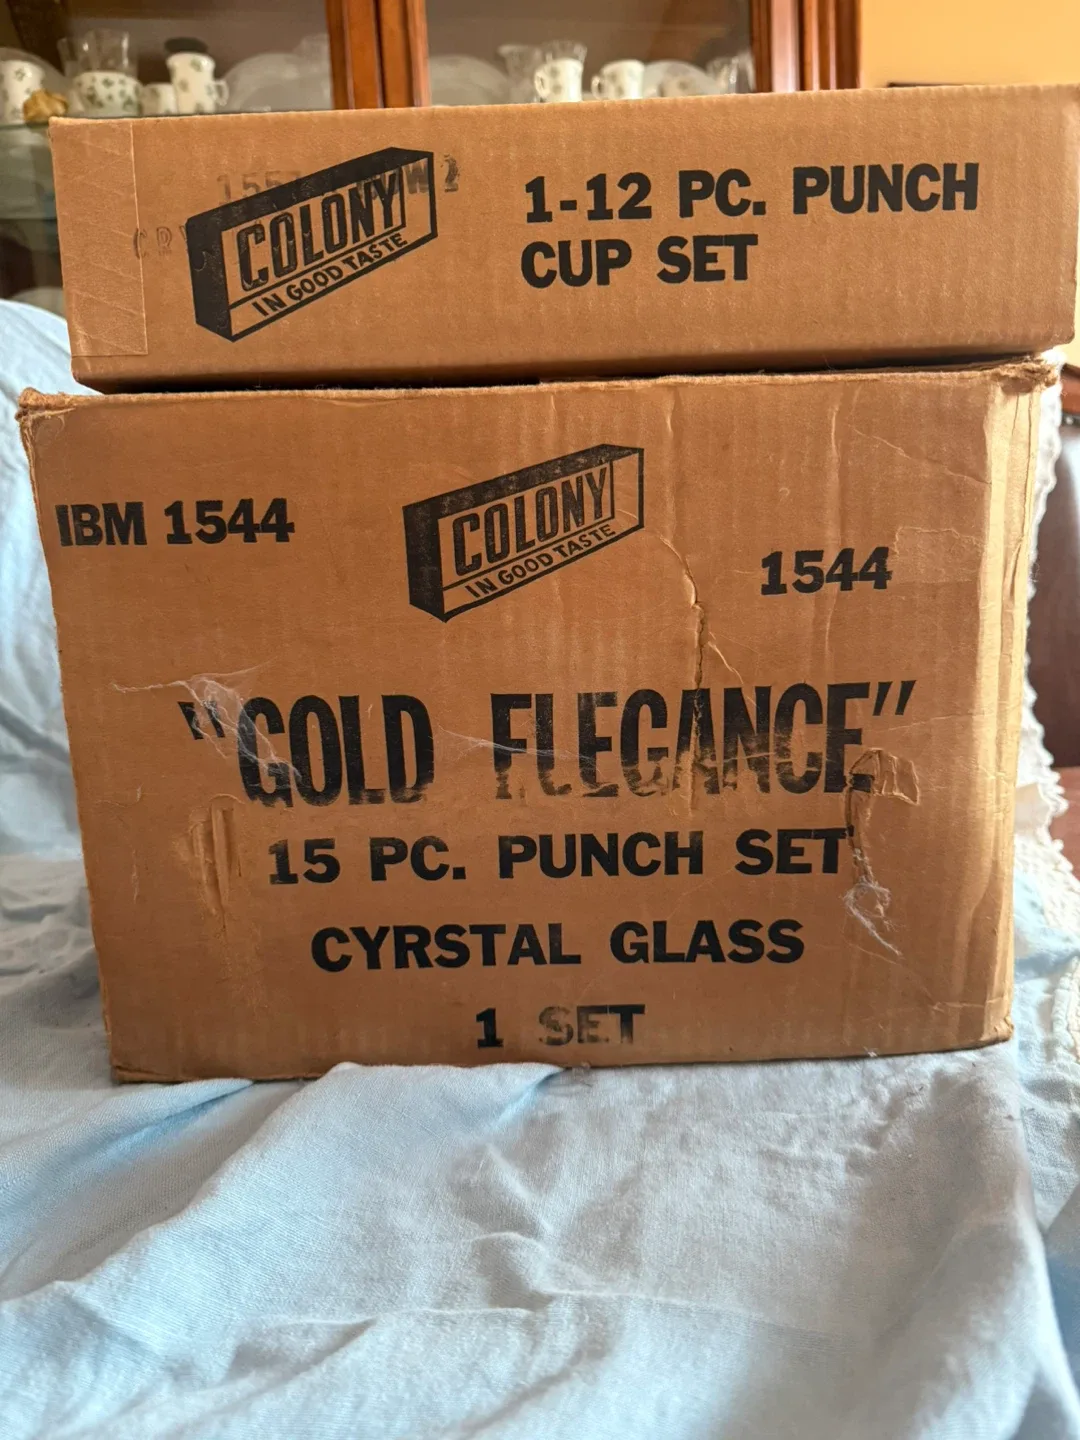 COLONY
IN GOOD TASTE
1-12 PC. PUNCH
CUP SET
IBM 1544
COLONY
IN GOOD TASTE
1544
"GOLD ELEGANCE"
15 PC. PUNCH SET
CYRSTAL GLASS
1 SET